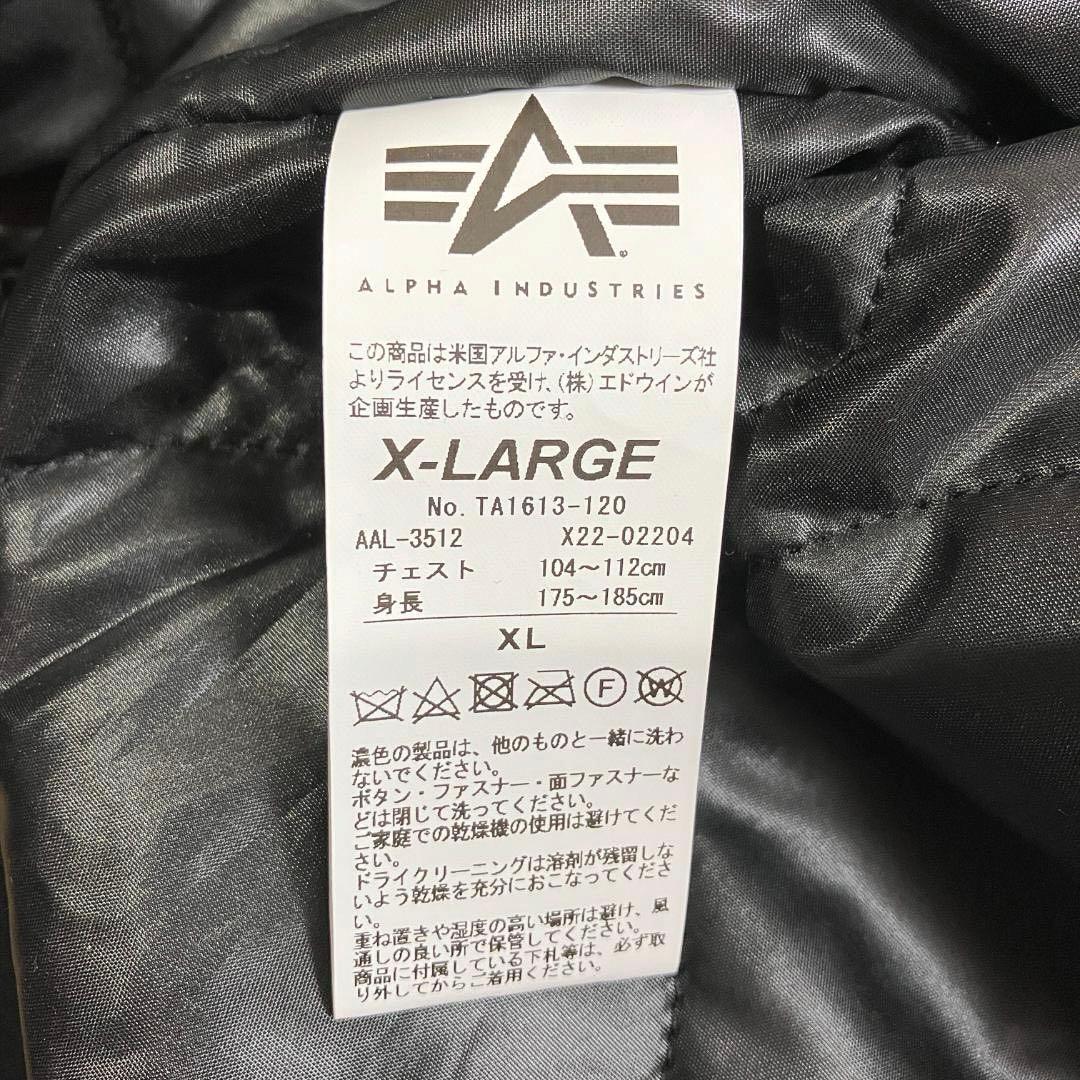 ALPHA INDUSTRIES
この商品は米国アルファ・インダストリーズ社
よりライセンスを受け、(株)エドウインが
企画生産したものです。
X-LARGE
No. TA1613-120
AAL-3512 X22-02204
チェスト 104〜112cm
身長 175〜185cm
XL
F W
濃色の製品は、他のものと一緒に洗わ
ないでください。
ボタン・ファスナー・面ファスナーな
どは閉じて洗ってください。
ご家庭での乾燥機の使用は避けてくだ
さい。
ドライクリーニングは溶剤が残留しな
いよう乾燥を充分におこなってくださ
い。
重ね置きや湿度の高い場所は避け、風
通しの良い所で保管してください。
商品に付属している下札等は、必ず取
り外してからご着用ください。